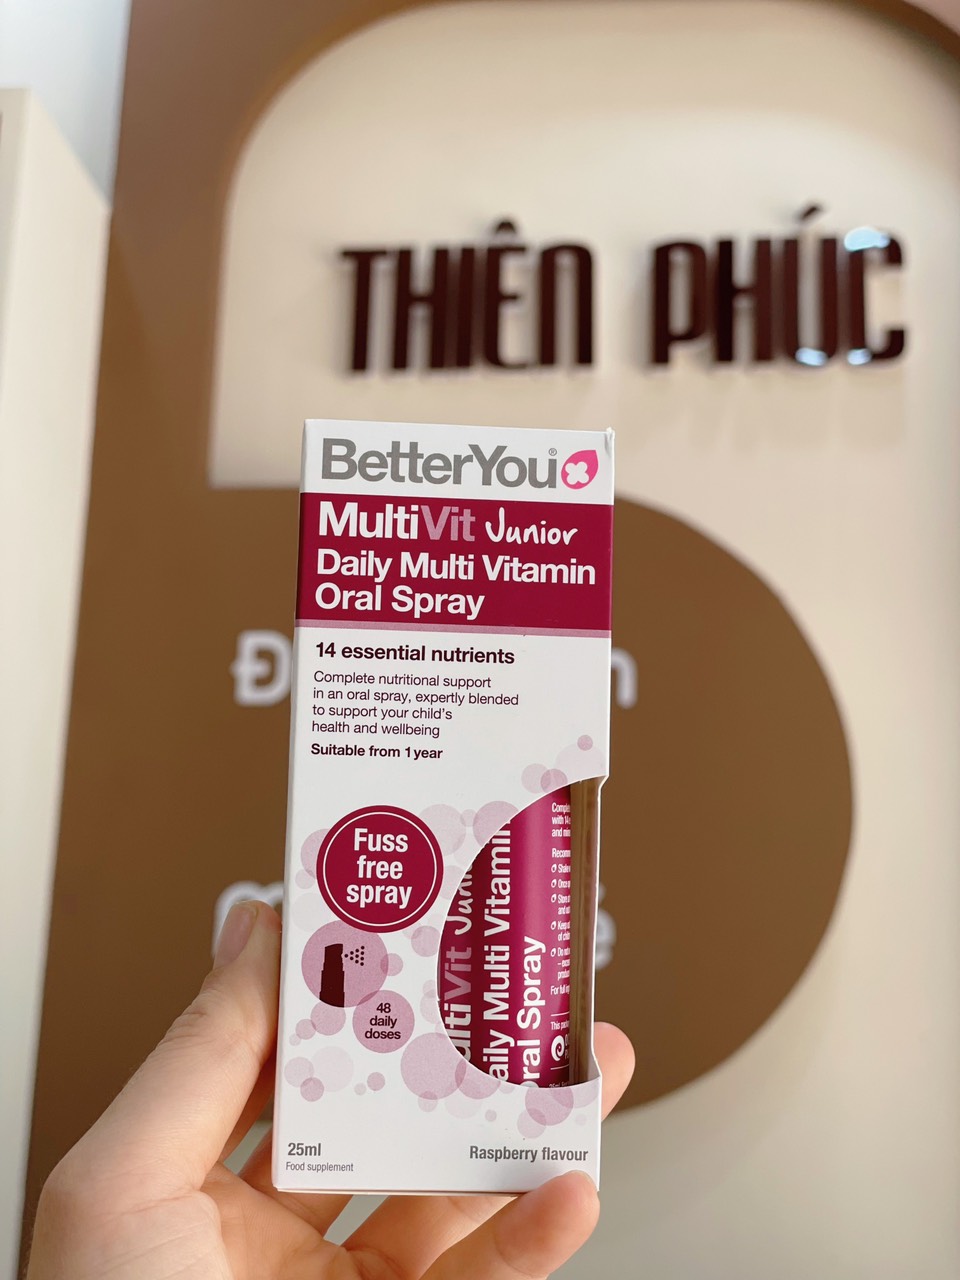 THIÊN PHÚC
BetterYou®
MultiVit Junior
Daily Multi Vitamin
Oral Spray
14 essential nutrients
Complete nutritional support
in an oral spray, expertly blended
to support your child's
health and wellbeing
Suitable from 1 year
Fuss
free
spray
48
daily
doses
Daily Multi Vitamin
Oral Spray
25ml
Food supplement
Raspberry flavour